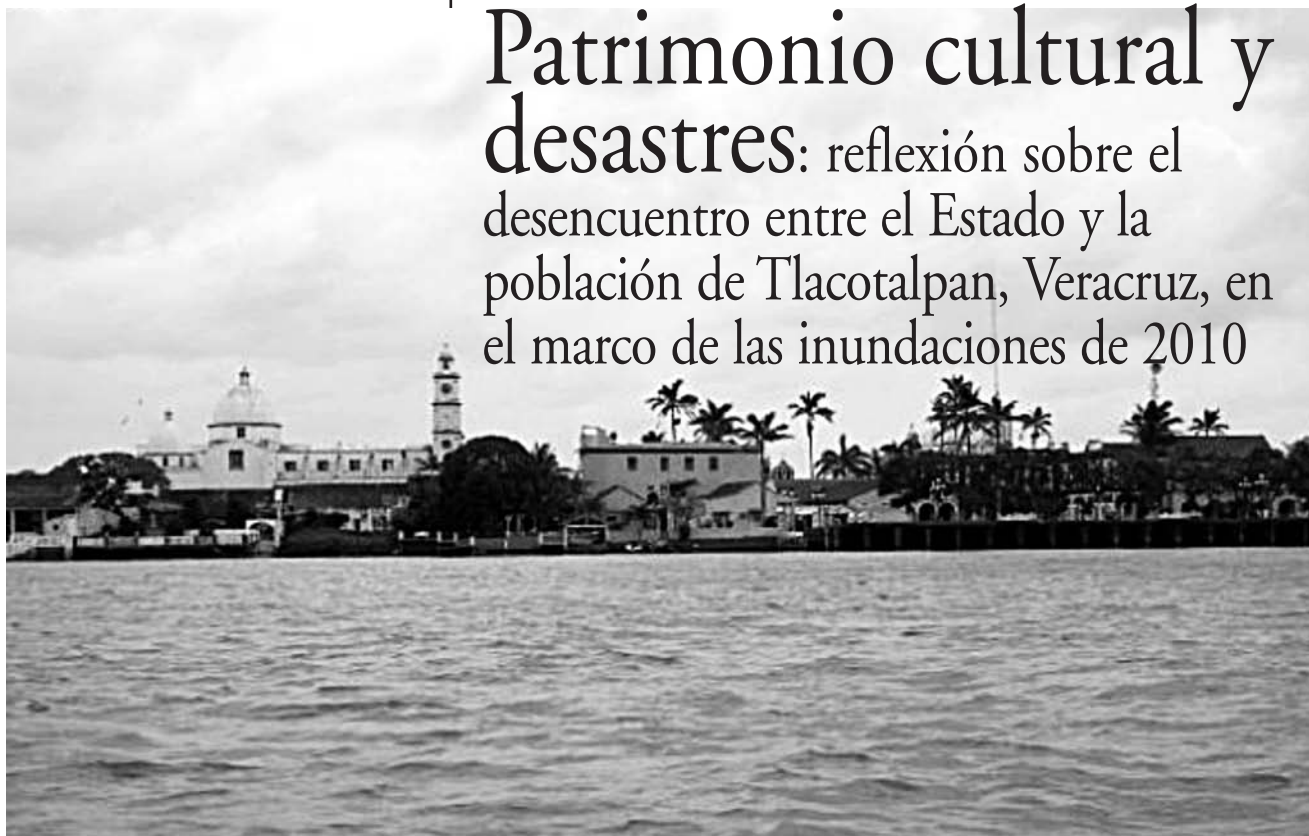 Patrimonio cultural y
desastres: reflexión sobre el
desencuentro entre el Estado y la
población de Tlacotalpan, Veracruz, en
el marco de las inundaciones de 2010